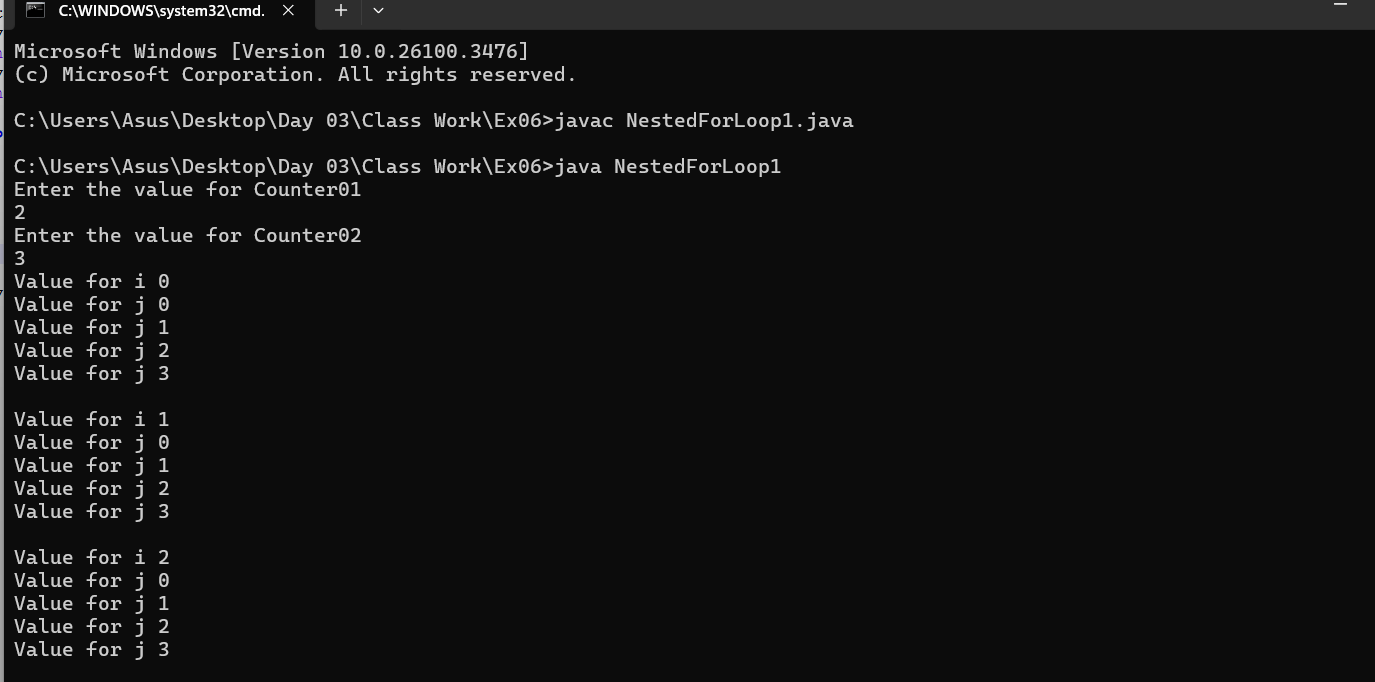 C:\WINDOWS\system32\cmd.
Microsoft Windows [Version 10.0.26100.3476]
(c) Microsoft Corporation. All rights reserved.
C:\Users\Asus\Desktop\Day 03\Class Work\Ex06>javac NestedForLoop1.java
C:\Users\Asus\Desktop\Day 03\Class Work\Ex06>java NestedForLoop1
Enter the value for Counter01
2
Enter the value for Counter02
3
Value for i 0
Value for j 0
Value for j 1
Value for j 2
Value for j 3
Value for i 1
Value for j 0
Value for j 1
Value for j 2
Value for j 3
Value for i 2
Value for j 0
Value for j 1
Value for j 2
Value for j 3